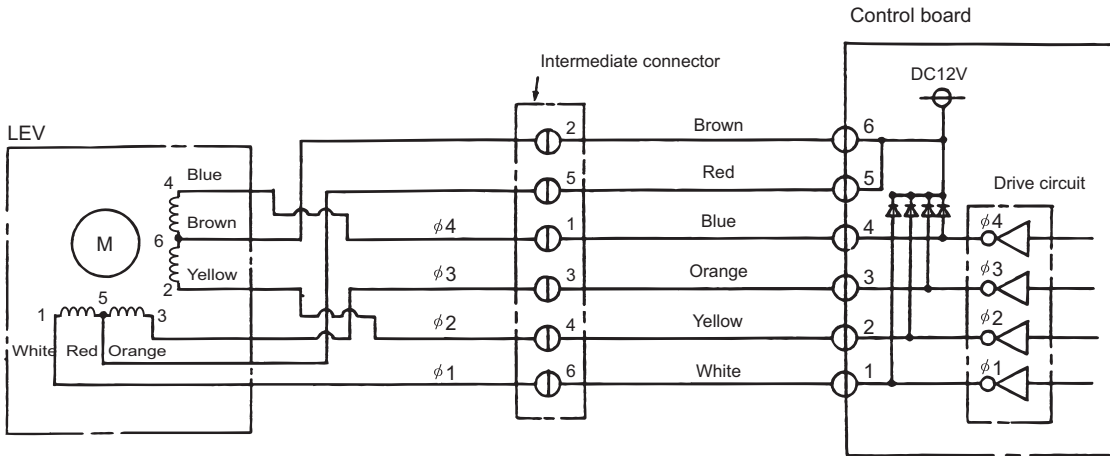 Control board
Intermediate connector
DC12V
LEV
2 Brown 6
4 Blue
5 Red 5
Drive circuit
Brown
6
ϕ4 1 Blue 4 ϕ4
M
Yellow
ϕ3 3 Orange 3 ϕ3
2
5
1 3
ϕ2 4 Yellow 2 ϕ2
White Red Orange
ϕ1 6 White 1 ϕ1